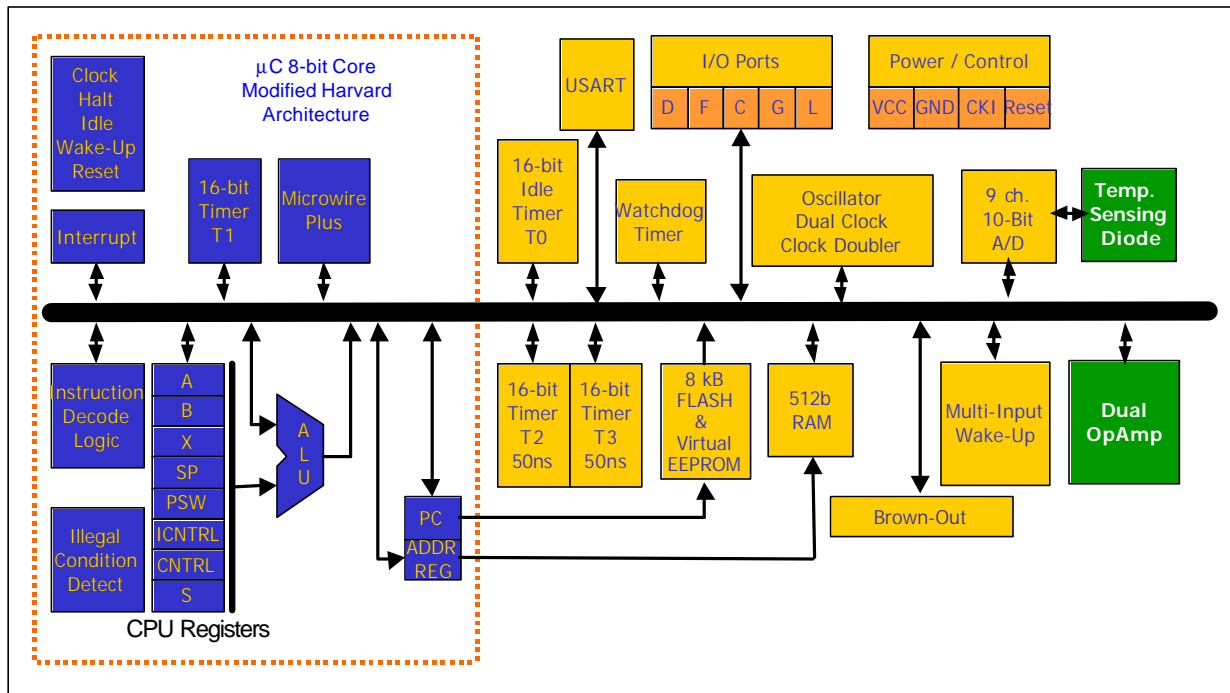 Clock
Halt
Idle
Wake-Up
Reset
μC 8-bit Core
Modified Harvard
Architecture
Interrupt
16-bit
Timer
T1
Microwire
Plus
USART
I/O Ports
D F C G L
Power / Control
VCC GND CKI Reset
16-bit
Idle
Timer
T0
Watchdog
Timer
Oscillator
Dual Clock
Clock Doubler
9 ch.
10-Bit
A/D
Temp.
Sensing
Diode
Instruction
Decode
Logic
A
B
X
SP
PSW
ICNTRL
CNTRL
S
CPU Registers
Illegal
Condition
Detect
A
L
U
PC
ADDR
REG
16-bit
Timer
T2
50ns
16-bit
Timer
T3
50ns
8 kB
FLASH
&
Virtual
EEPROM
512b
RAM
Brown-Out
Multi-Input
Wake-Up
Dual
OpAmp